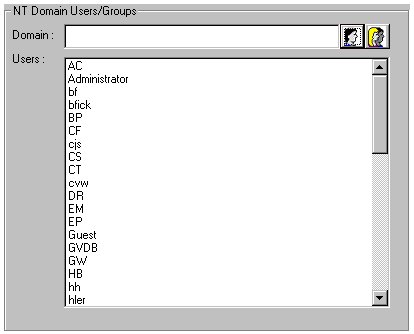 NT Domain Users/Groups
Domain :
Users :
AC
Administrator
bf
bfick
BP
CF
cjs
CS
CT
cvw
DR
EM
EP
Guest
GVDB
GW
HB
hh
hler